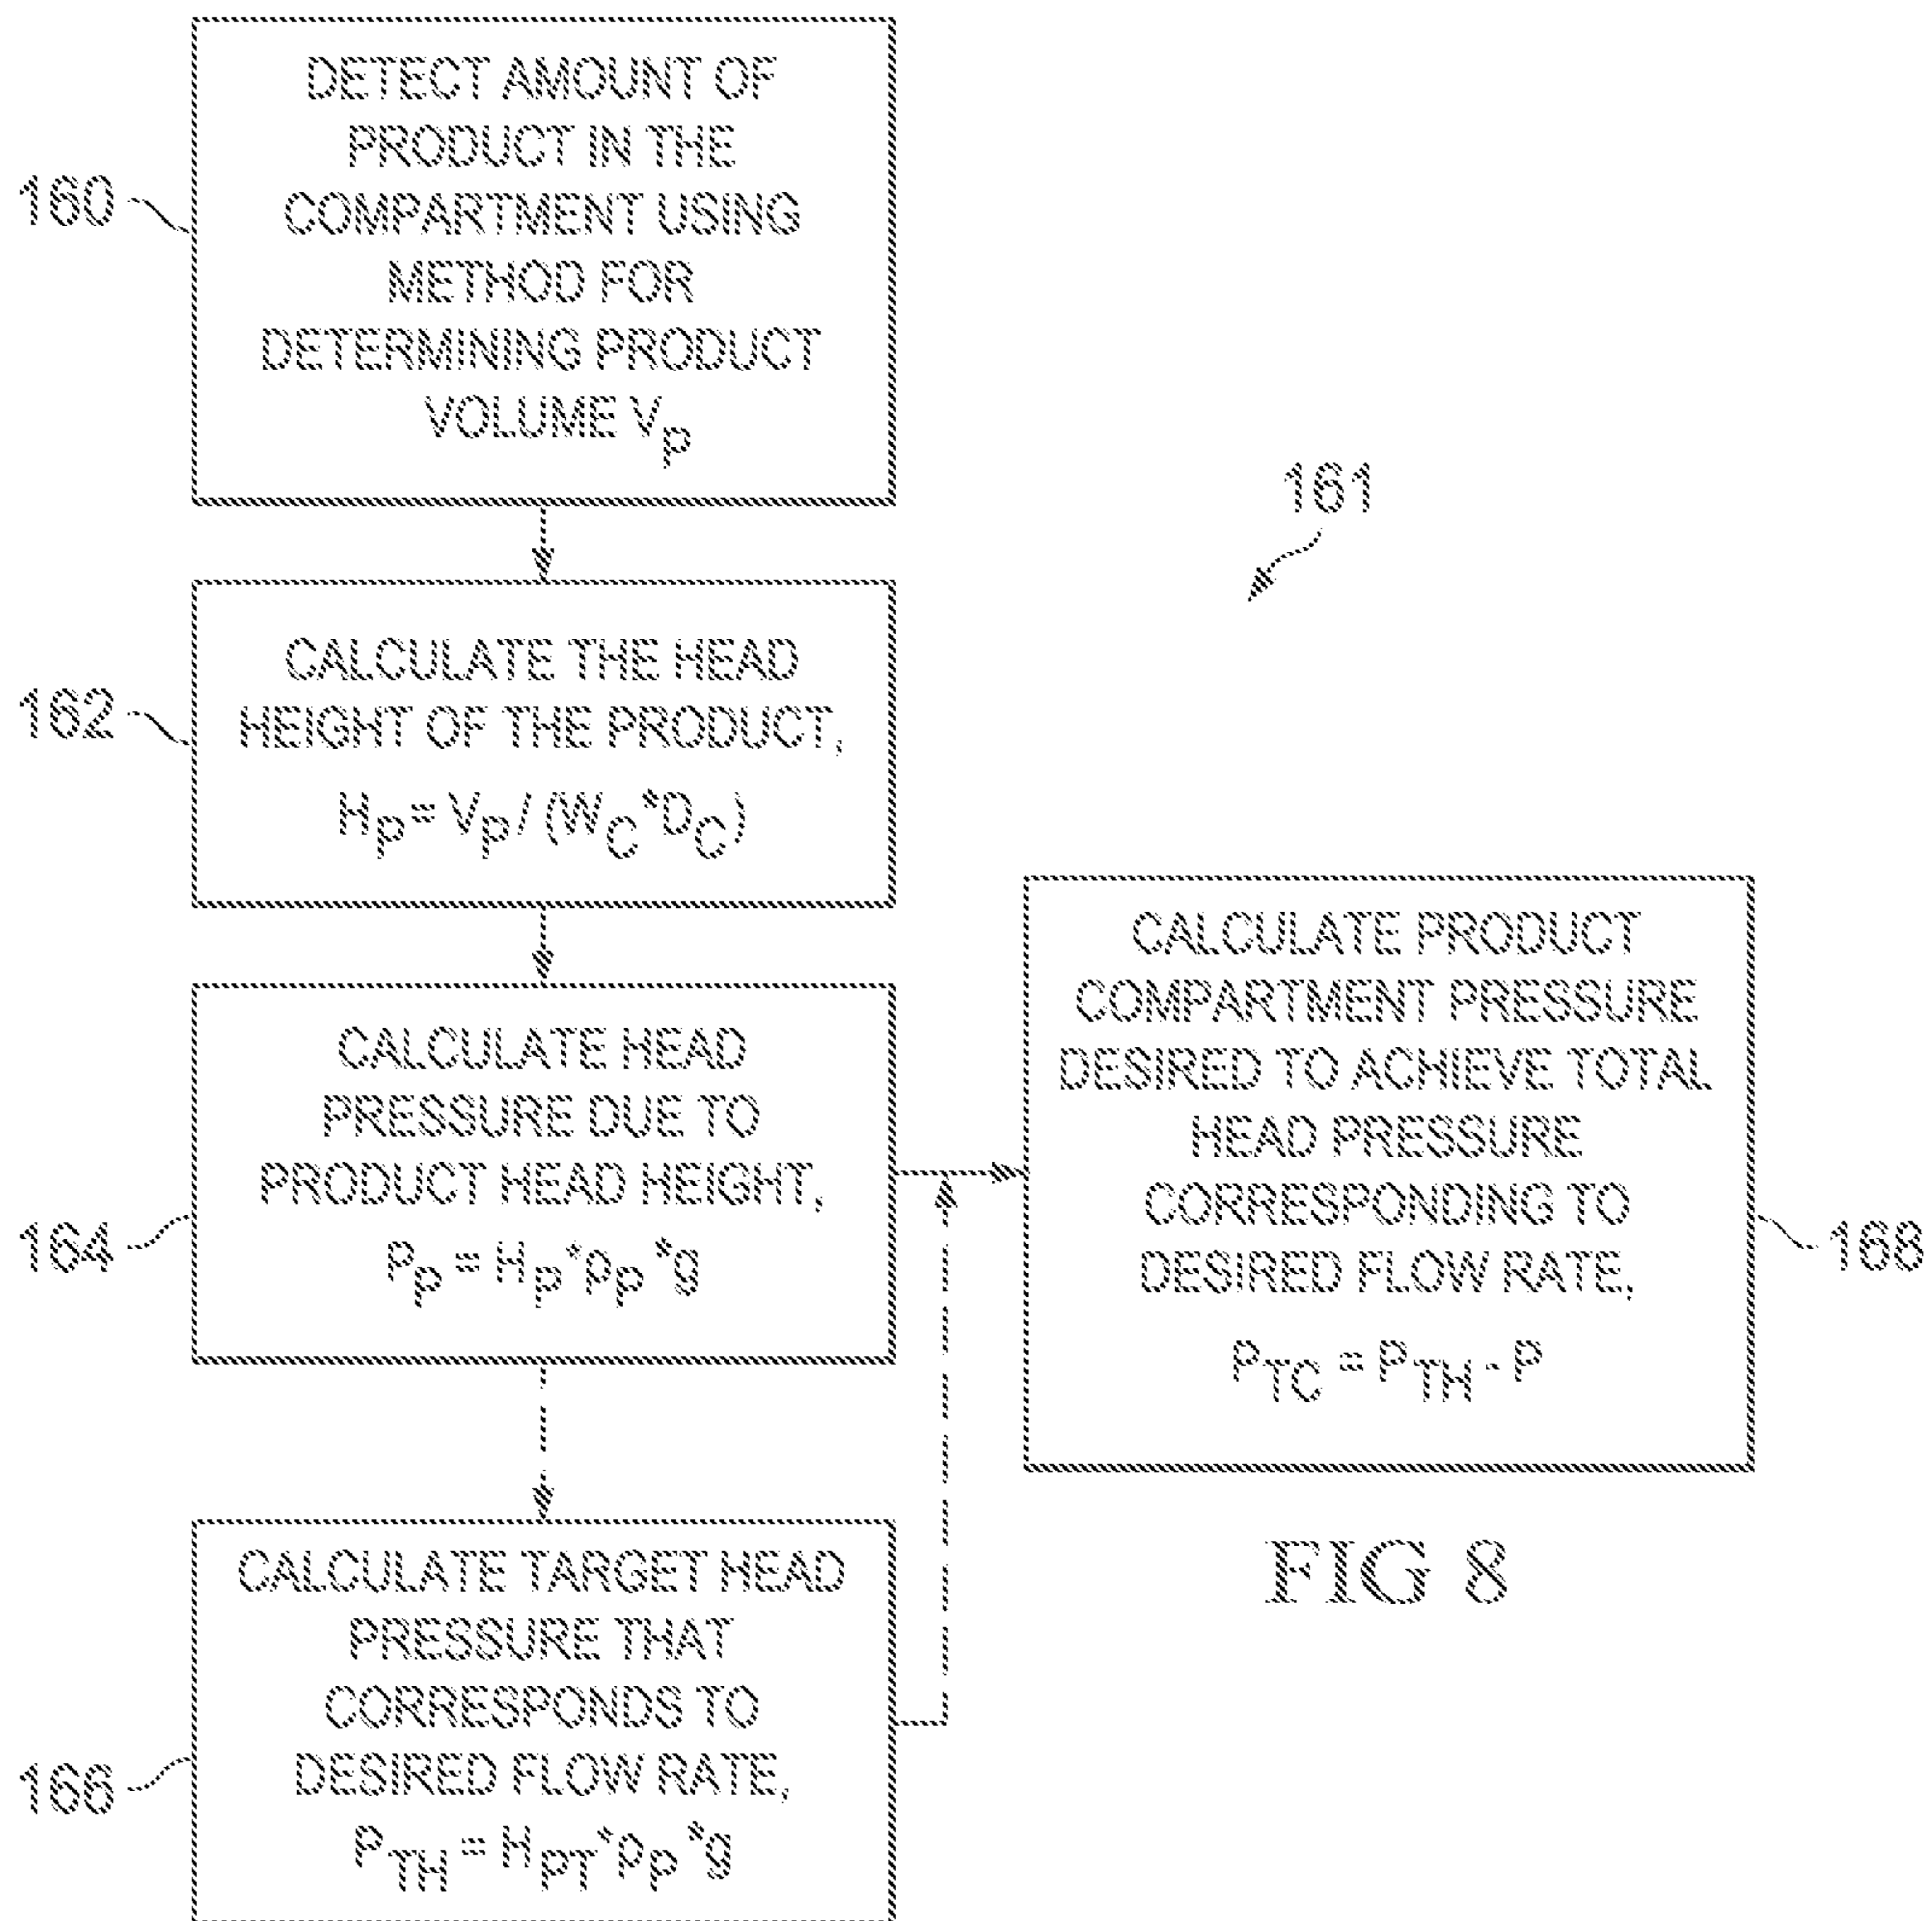 DETECT AMOUNT OF
PRODUCT IN THE
COMPARTMENT USING
METHOD FOR
DETERMINING PRODUCT
VOLUME Vp
160
161
CALCULATE THE HEAD
HEIGHT OF THE PRODUCT,
Hp = Vp / (WC*DC)
162
CALCULATE HEAD
PRESSURE DUE TO
PRODUCT HEAD HEIGHT,
Pp = Hp*pp*g
164
CALCULATE TARGET HEAD
PRESSURE THAT
CORRESPONDS TO
DESIRED FLOW RATE,
PTH = HPT*pp*g
166
CALCULATE PRODUCT
COMPARTMENT PRESSURE
DESIRED TO ACHIEVE TOTAL
HEAD PRESSURE
CORRESPONDING TO
DESIRED FLOW RATE,
PTC = PTH - P
168
FIG 8